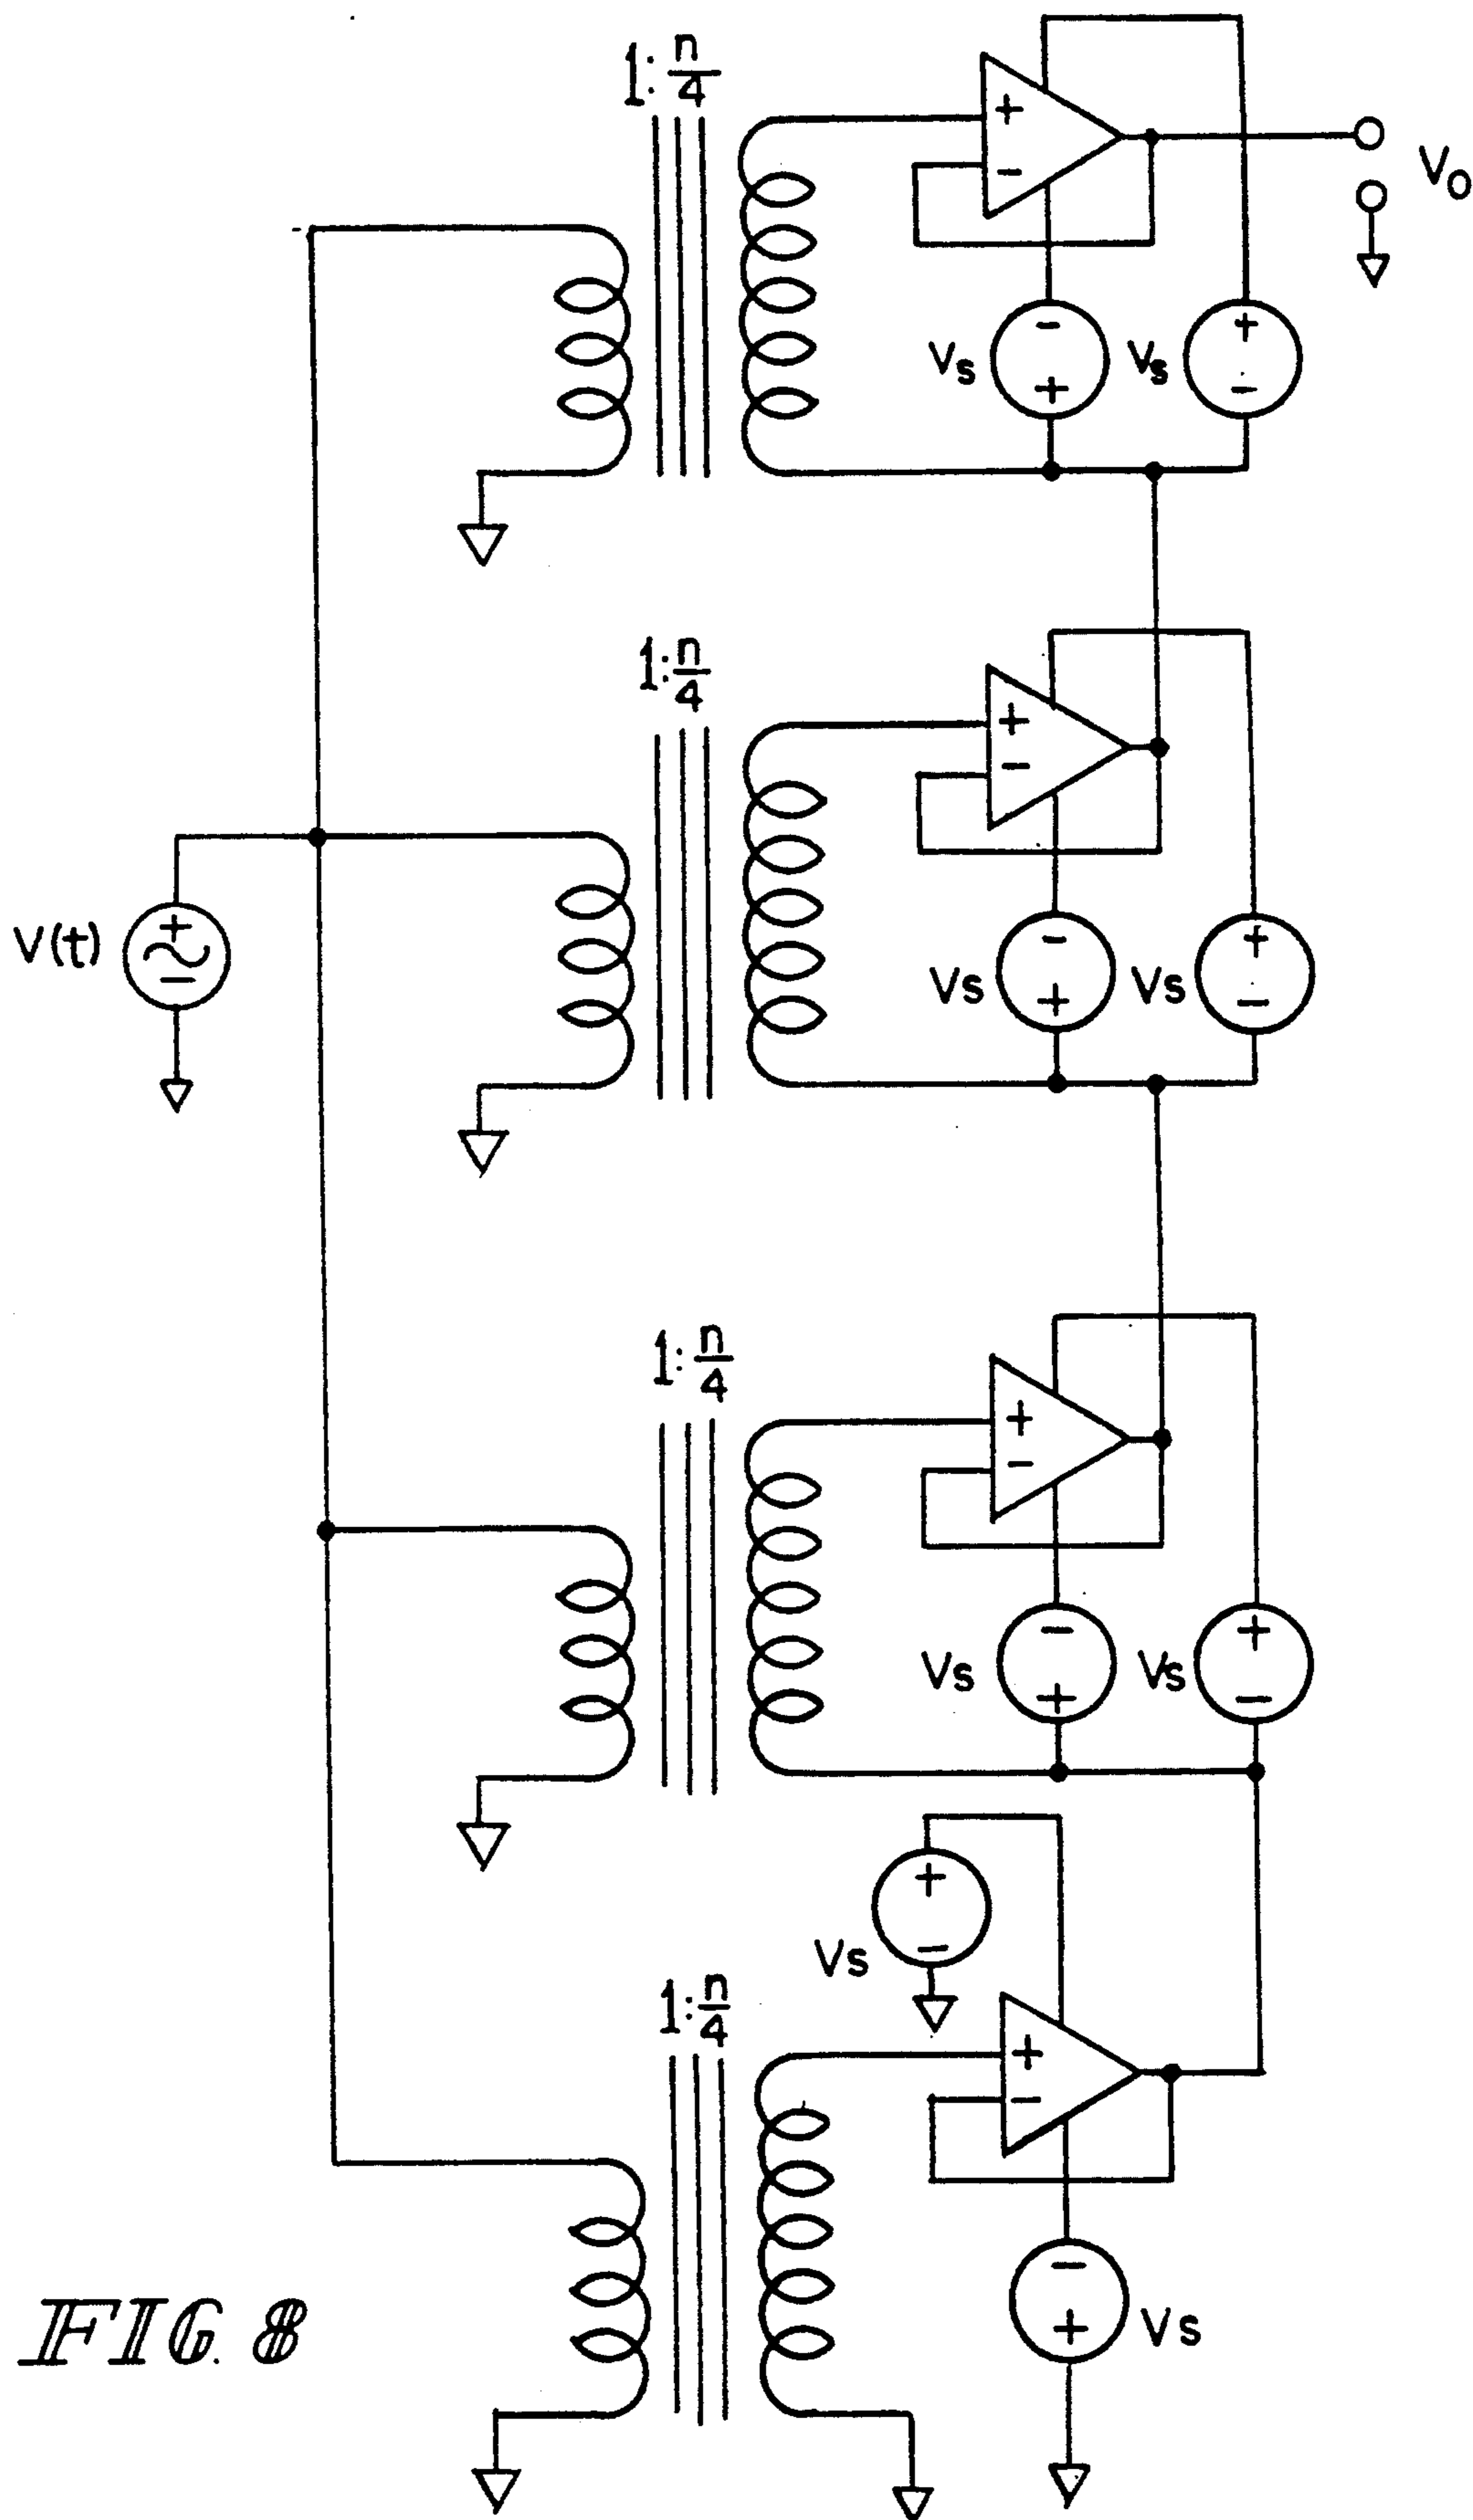 1:n/4
+
-
Vo
Vs
-
+
Vs
+
-
1:n/4
+
-
V(t)
+
-
Vs
-
+
Vs
+
-
1:n/4
+
-
Vs
-
+
Vs
+
-
+
-
Vs
1:n/4
+
-
-
+
Vs
FIG. 8